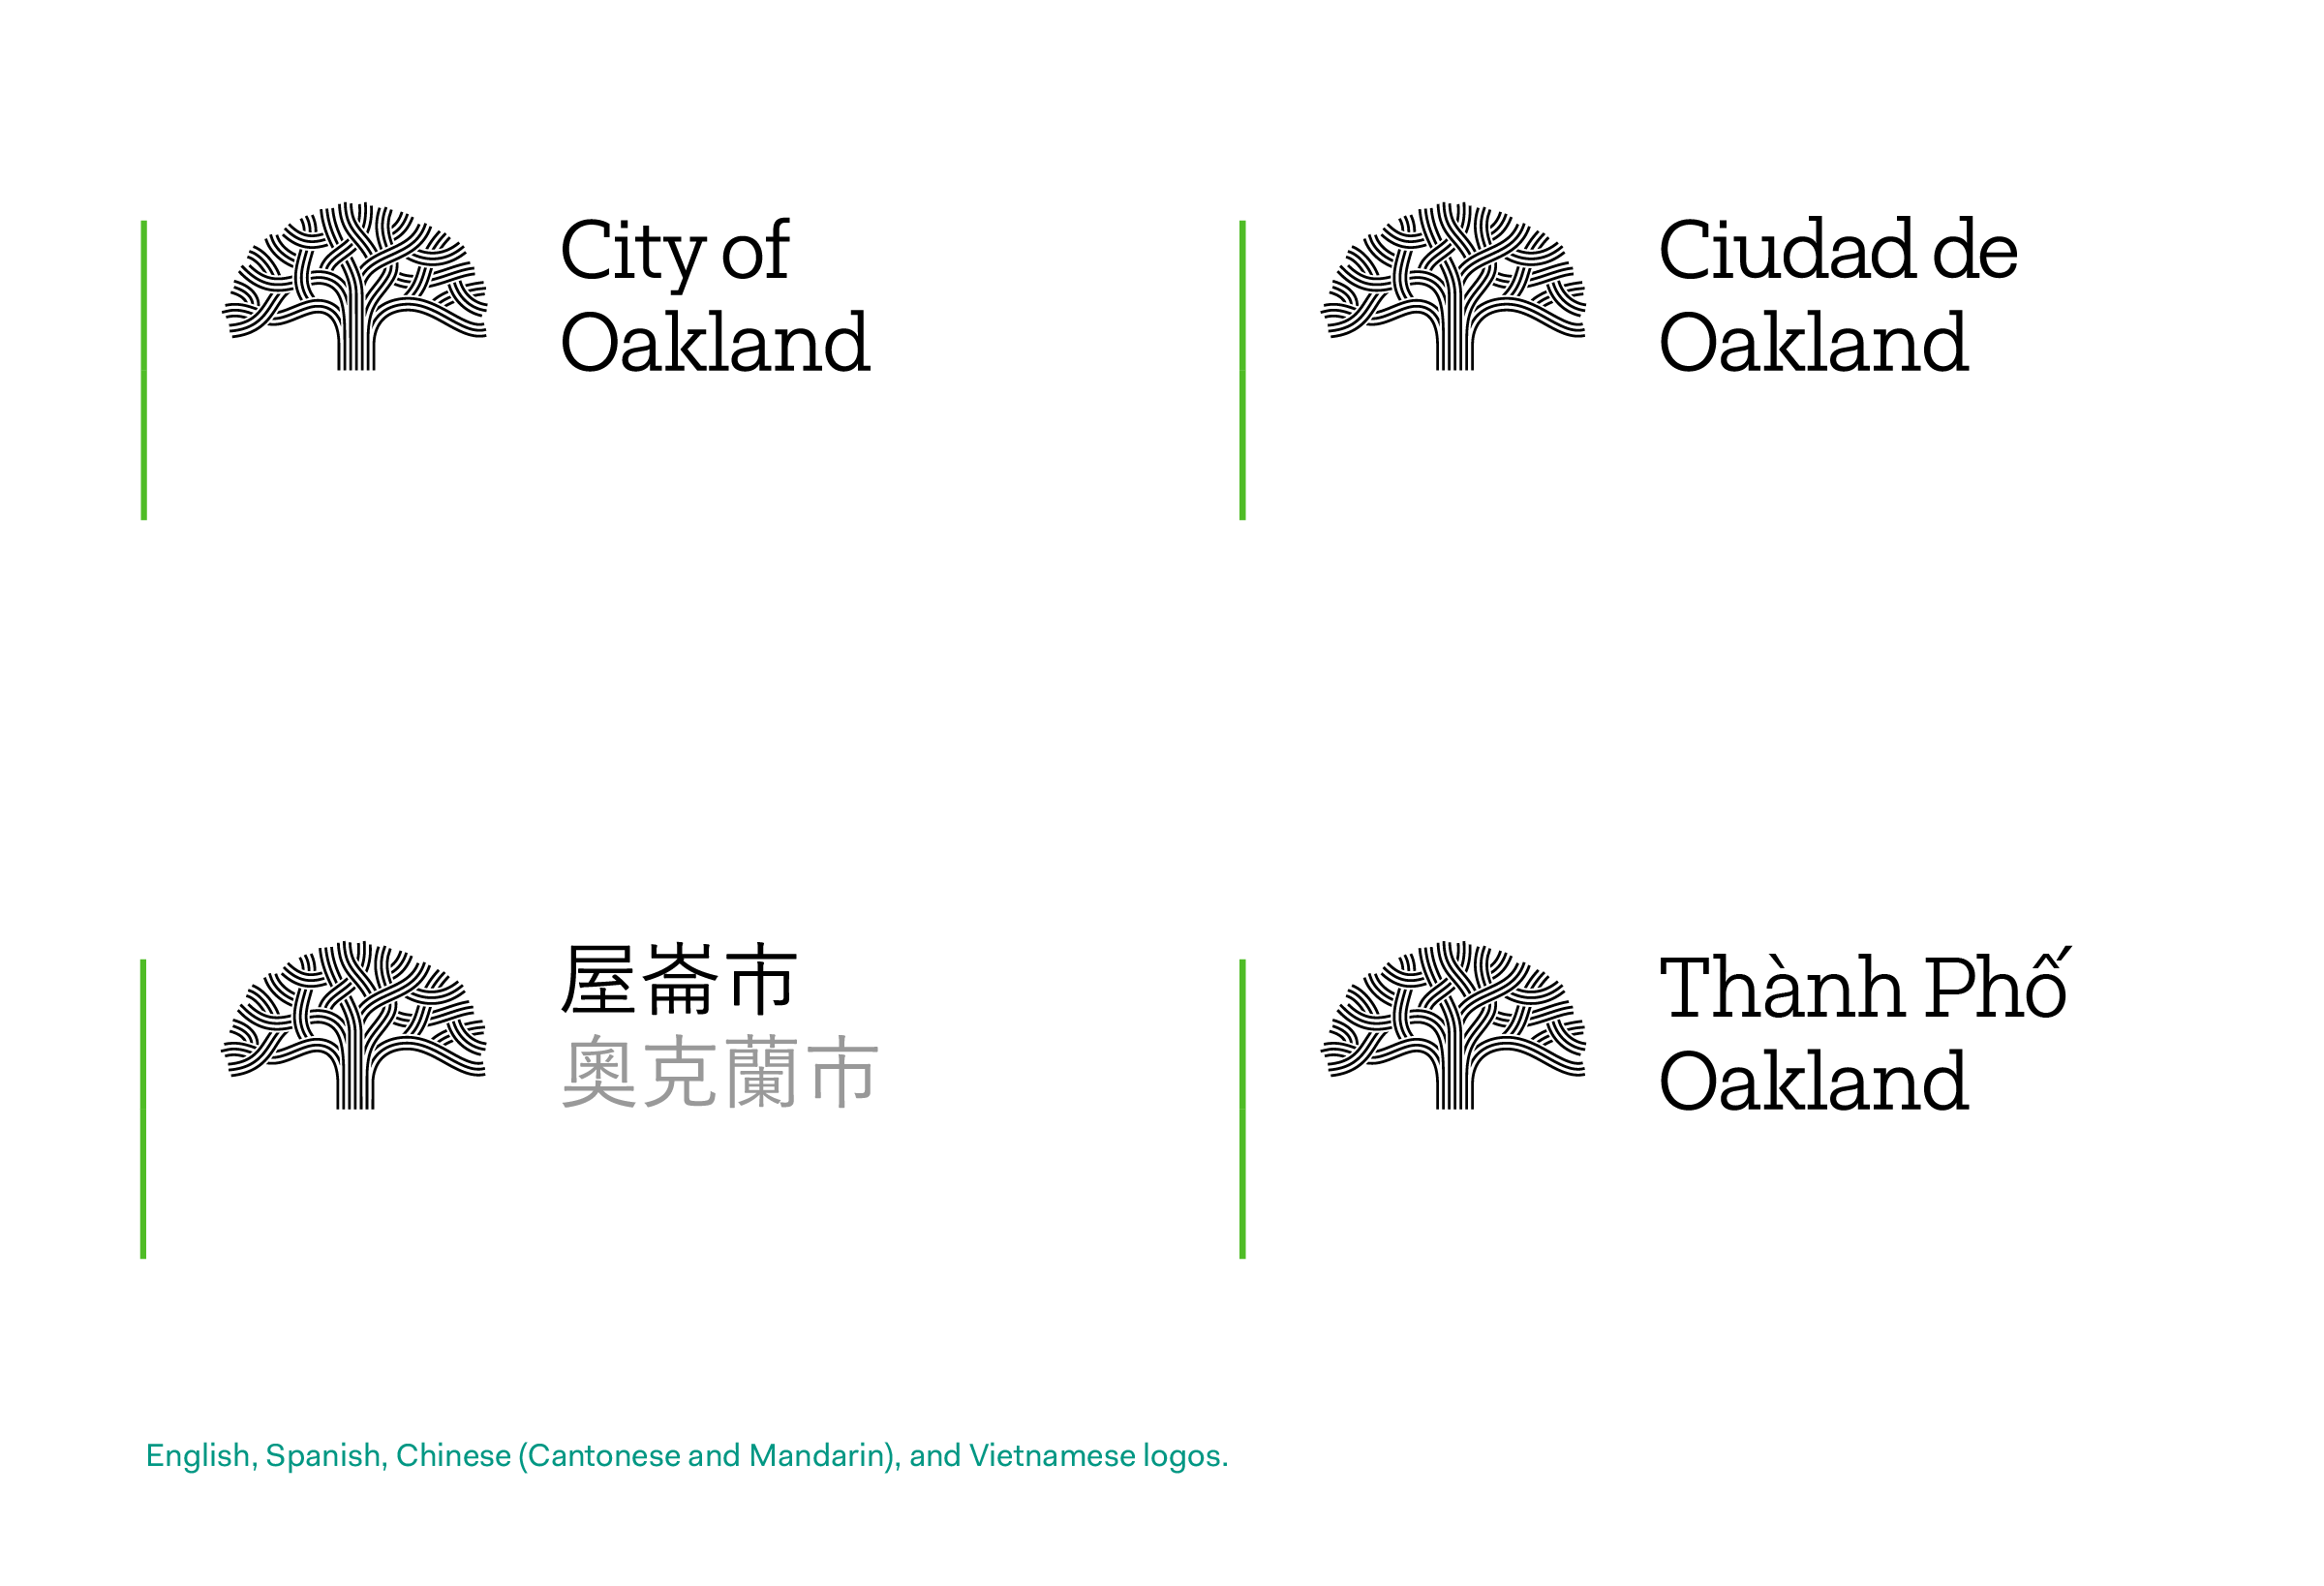 City of
Oakland
Ciudad de
Oakland
屋崙市
奧克蘭市
Thành Phố
Oakland
English, Spanish, Chinese (Cantonese and Mandarin), and Vietnamese logos.